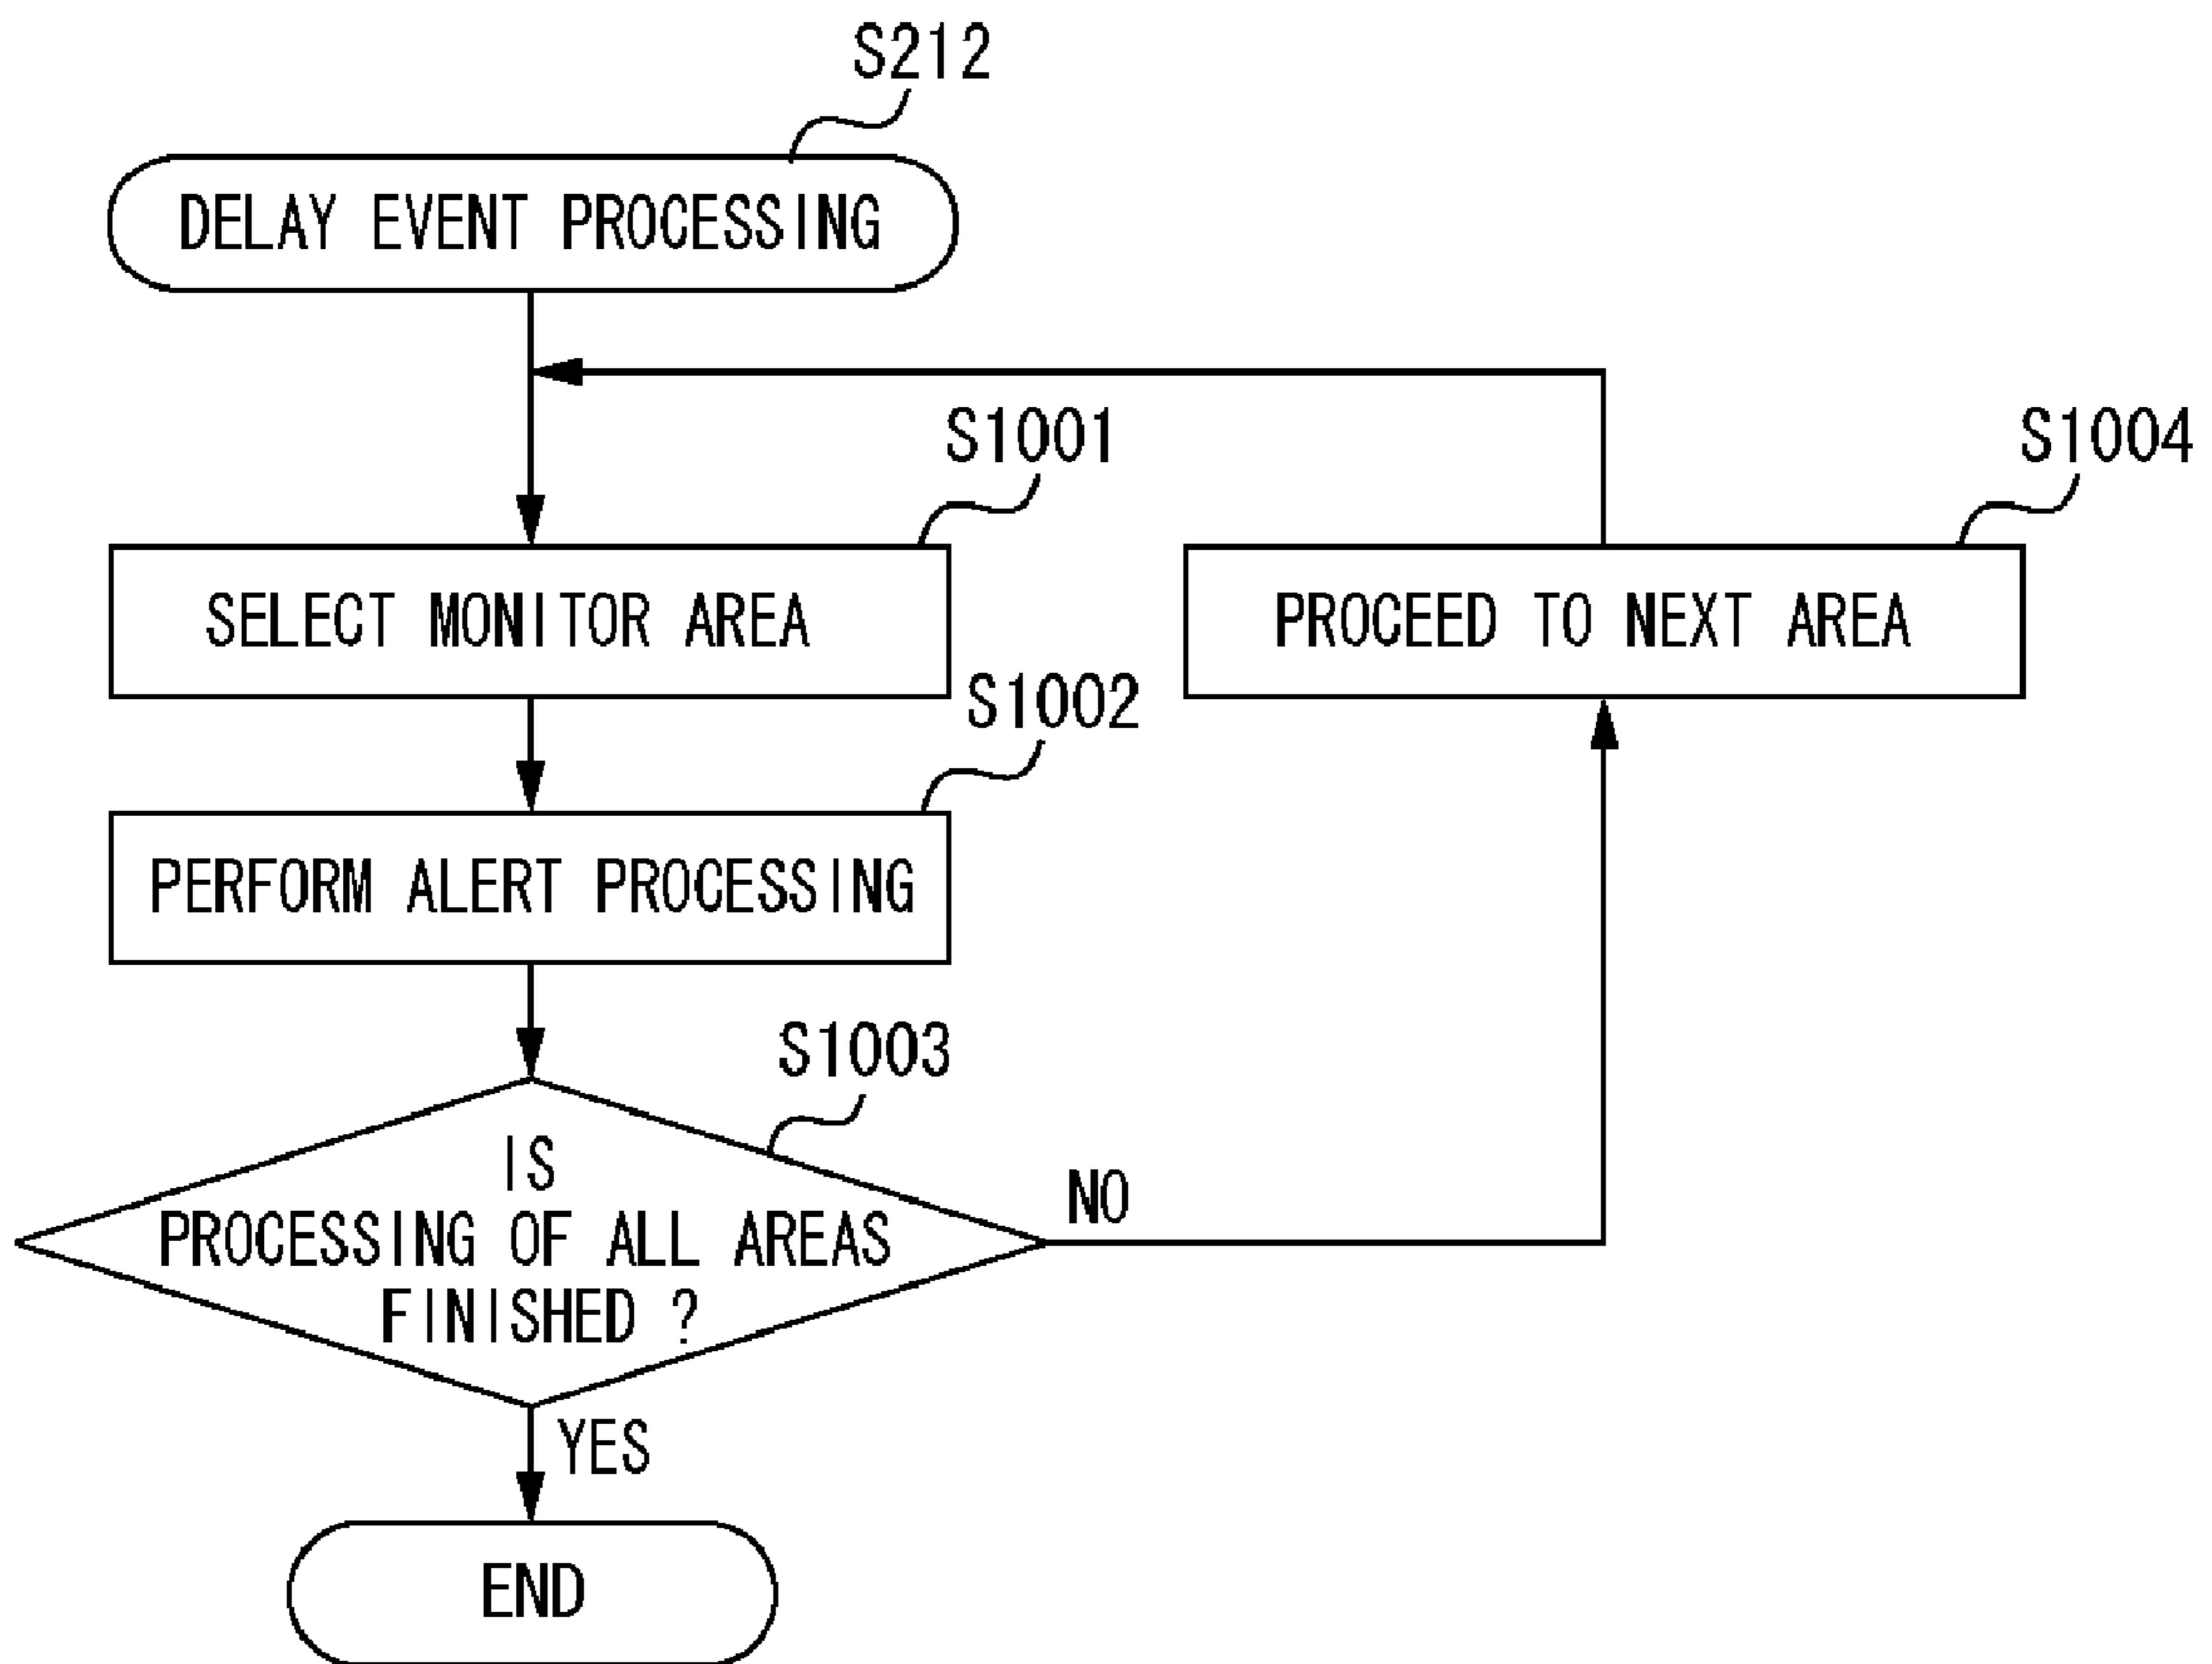 S212
DELAY EVENT PROCESSING
S1001
SELECT MONITOR AREA
S1004
PROCEED TO NEXT AREA
S1002
PERFORM ALERT PROCESSING
S1003
IS
PROCESSING OF ALL AREAS
FINISHED ?
NO
YES
END